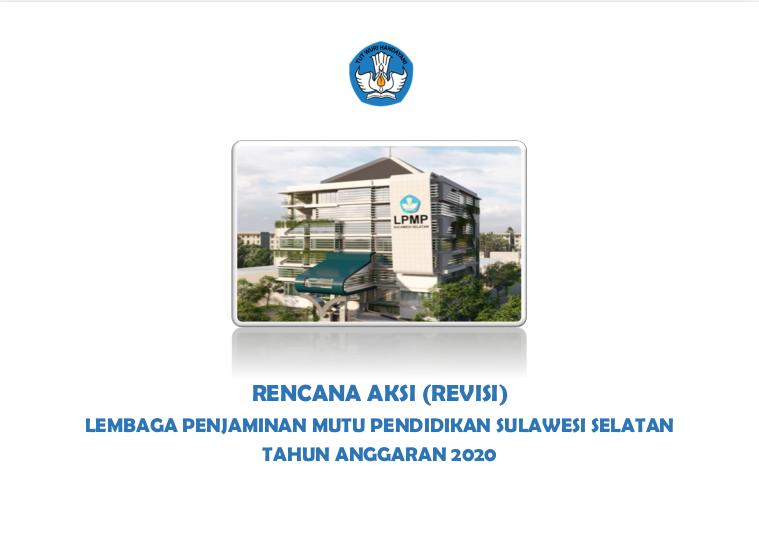 TUT WURI HANDAYANI
LPMP
SULAWESI SELATAN
RENCANA AKSI (REVISI)
LEMBAGA PENJAMINAN MUTU PENDIDIKAN SULAWESI SELATAN
TAHUN ANGGARAN 2020